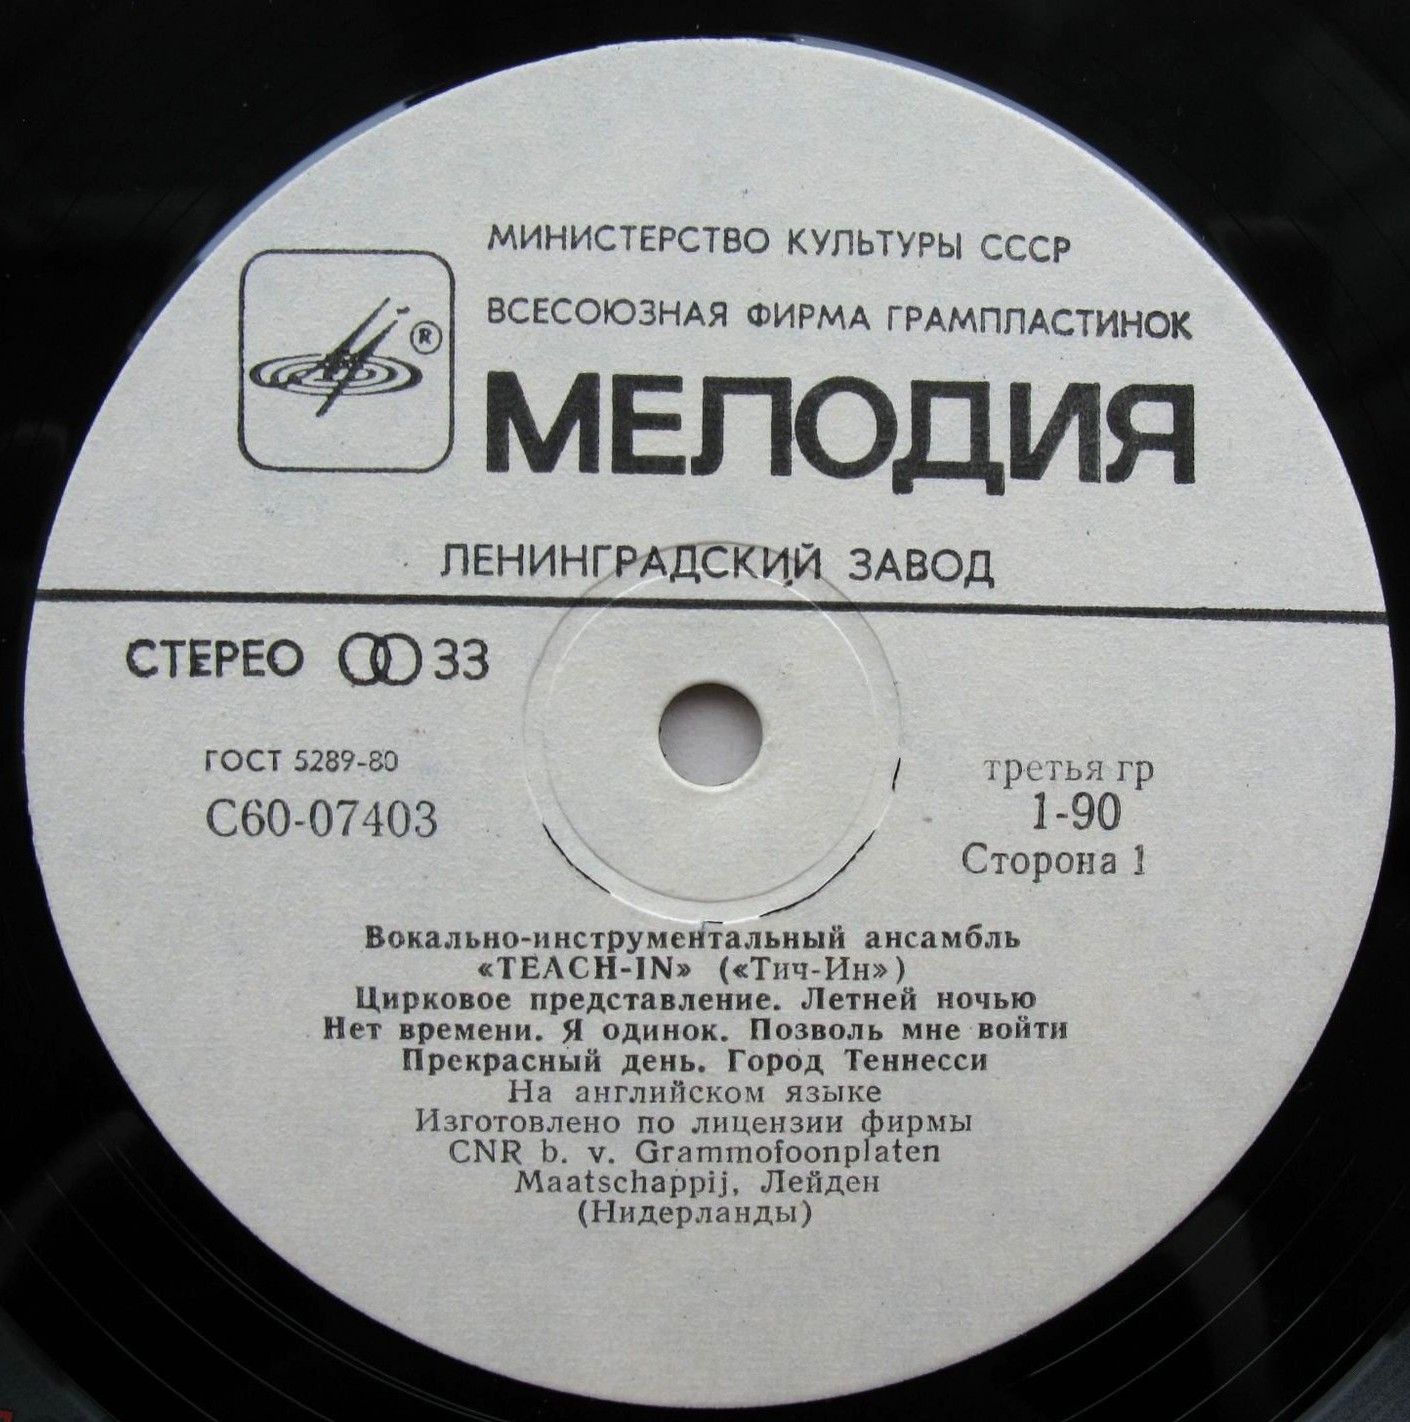 МИНИСТЕРСТВО КУЛЬТУРЫ СССР
ВСЕСОЮЗНАЯ ФИРМА ГРАМПЛАСТИНОК
®
МЕЛОДИЯ
ЛЕНИНГРАДСКИЙ ЗАВОД
СТЕРЕО 33
ГОСТ 5289-80
С60-07403
третья гр
1-90
Сторона 1
Вокально-инструментальный ансамбль
«TEACH-IN» («Тич-Ин»)
Цирковое представление. Летней ночью
Нет времени. Я одинок. Позволь мне войти
Прекрасный день. Город Теннесси
На английском языке
Изготовлено по лицензии фирмы
CNR b. v. Grammofoonplaten
Maatschappij, Лейден
(Нидерланды)